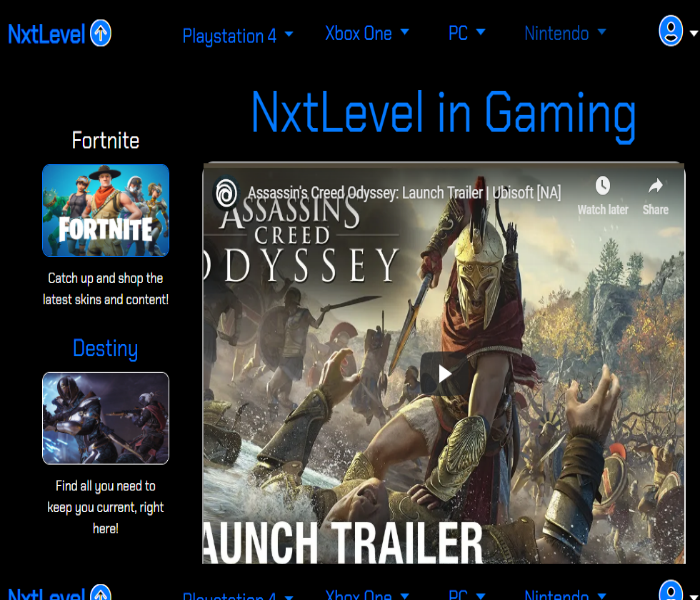 NxtLevel
Playstation 4
Xbox One
PC
Nintendo
NxtLevel in Gaming
Fortnite
FORTNITE
Catch up and shop the
latest skins and content!
Destiny
Find all you need to
keep you current, right
here!
Assassin's Creed Odyssey: Launch Trailer | Ubisoft [NA]
Watch later
Share
ASSASSIN'S
CREED
ODYSSEY
AUNCH TRAILER
NxtLevel
Playstation 4
Xbox One
PC
Nintendo